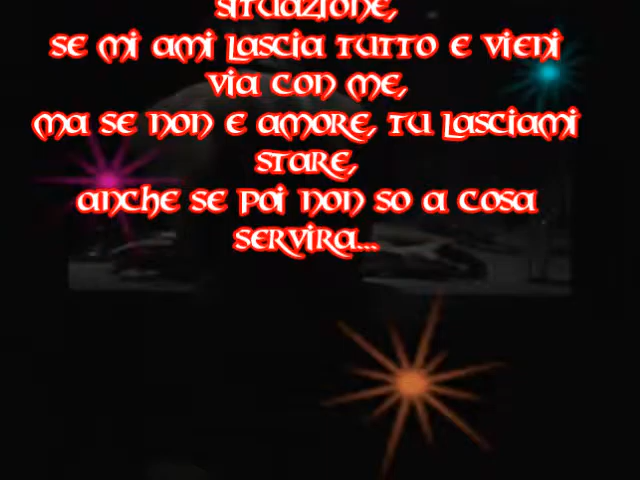 situazione,
se mi ami lascia tutto e vieni
via con me,
ma se non e amore, tu lasciami
stare,
anche se poi non so a cosa
servira...